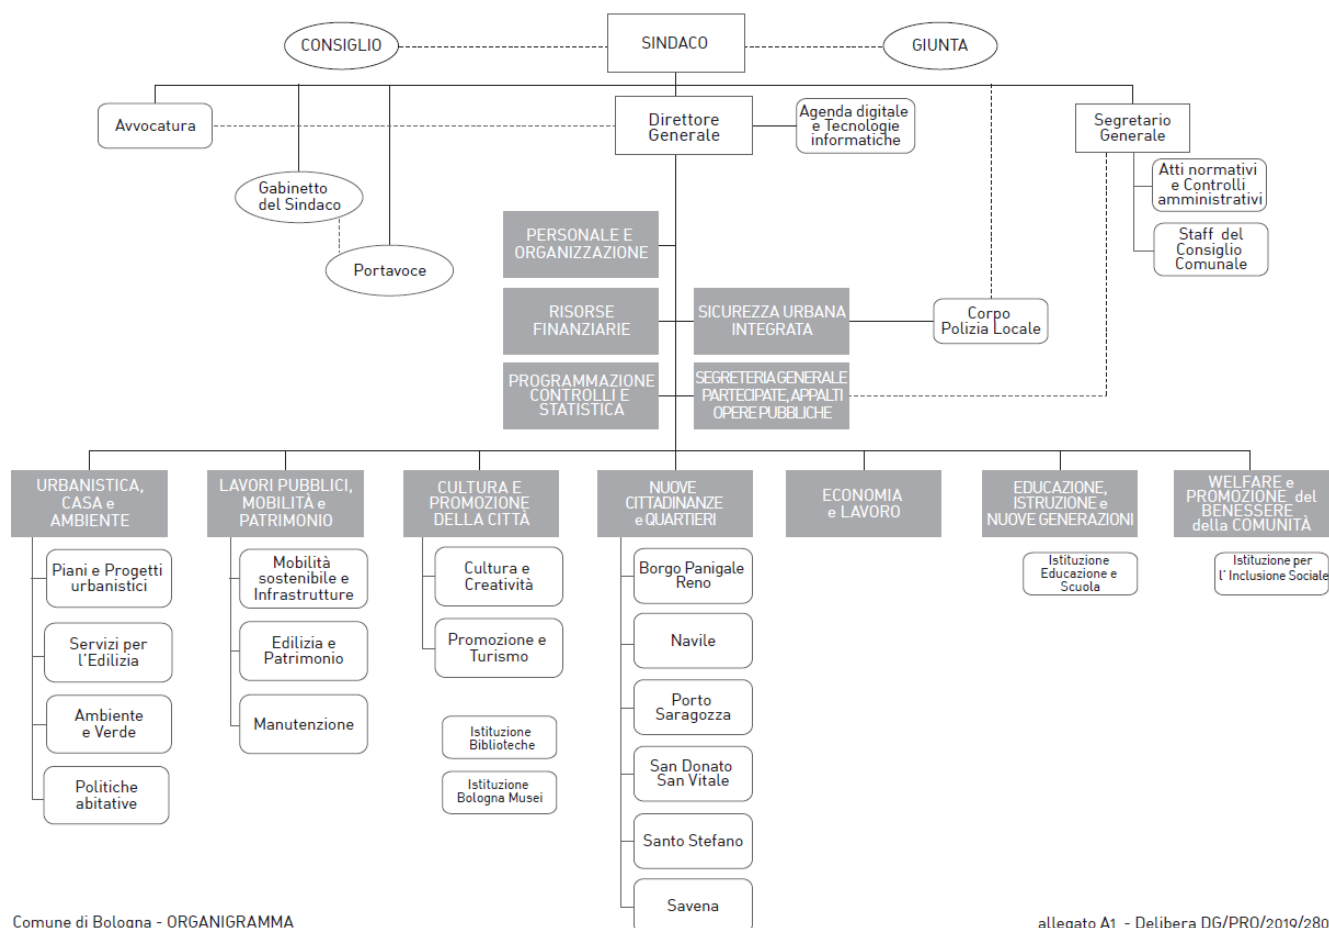 CONSIGLIO
SINDACO
GIUNTA
Avvocatura
Direttore
Generale
Agenda digitale
e Tecnologie
informatiche
Segretario
Generale
Gabinetto
del Sindaco
Portavoce
Atti normativi
e Controlli
amministrativi
Staff del
Consiglio
Comunale
PERSONALE E
ORGANIZZAZIONE
RISORSE
FINANZIARIE
SICUREZZA URBANA
INTEGRATA
Corpo
Polizia Locale
PROGRAMMAZIONE
CONTROLLI E
STATISTICA
SEGRETERIA GENERALE
PARTECIPATE, APPALTI
OPERE PUBBLICHE
URBANISTICA,
CASA e
AMBIENTE
LAVORI PUBBLICI,
MOBILITÀ e
PATRIMONIO
CULTURA E
PROMOZIONE
DELLA CITTÀ
NUOVE
CITTADINANZE
e QUARTIERI
ECONOMIA
e LAVORO
EDUCAZIONE,
ISTRUZIONE e
NUOVE GENERAZIONI
WELFARE e
PROMOZIONE del
BENESSERE
della COMUNITÀ
Piani e Progetti
urbanistici
Servizi per
l'Edilizia
Ambiente
e Verde
Politiche
abitative
Mobilità
sostenibile e
Infrastrutture
Edilizia e
Patrimonio
Manutenzione
Cultura e
Creatività
Promozione e
Turismo
Istituzione
Biblioteche
Istituzione
Bologna Musei
Borgo Panigale
Reno
Navile
Porto
Saragozza
San Donato
San Vitale
Santo Stefano
Savena
Istituzione
Educazione e
Scuola
Istituzione per
l' Inclusione Sociale
Comune di Bologna - ORGANIGRAMMA
allegato A1 - Delibera DG/PRO/2019/280